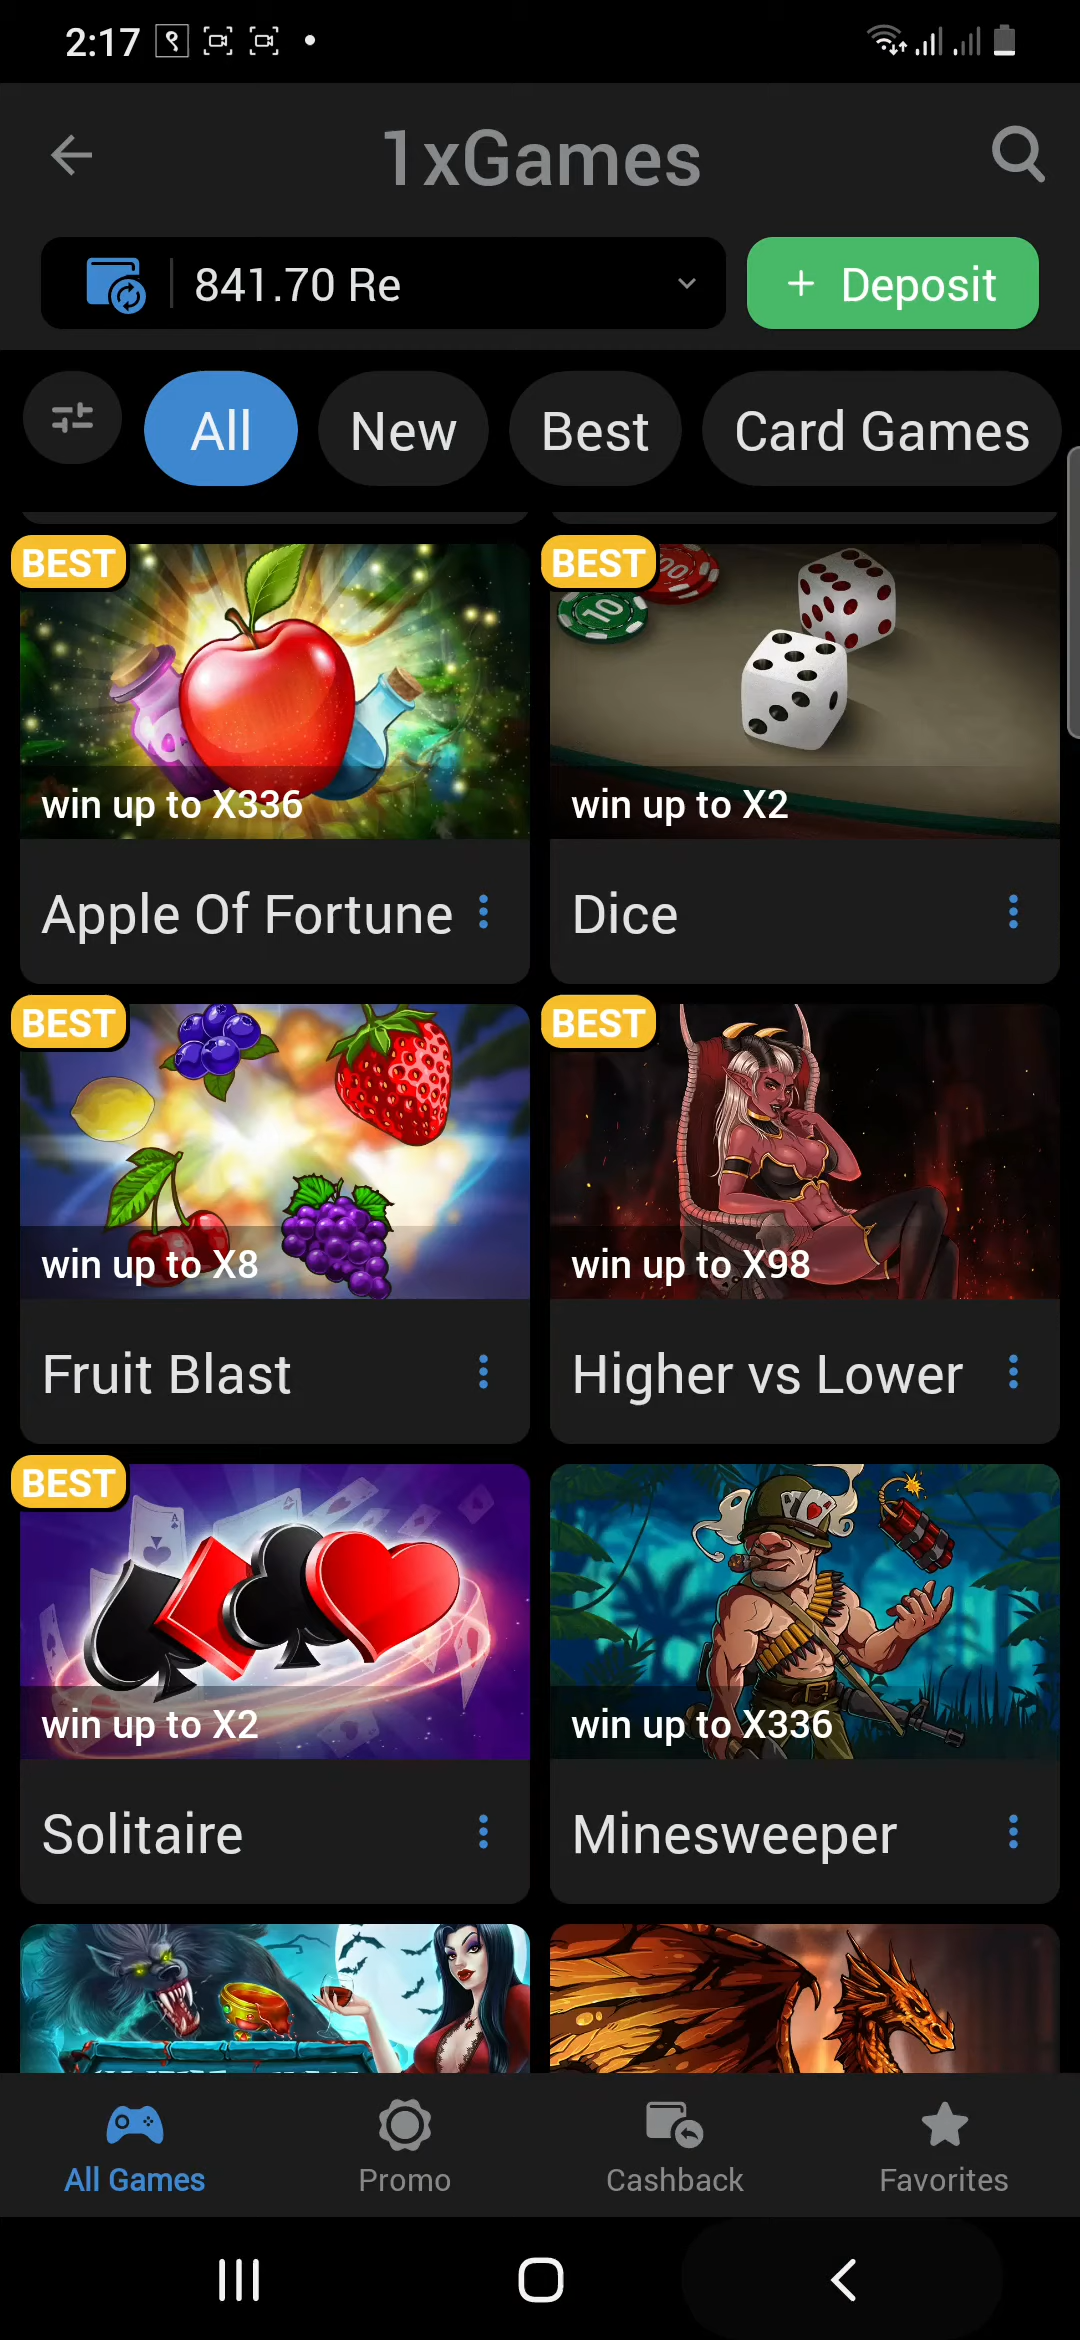 2:17
1xGames
841.70 Re
+ Deposit
All
New
Best
Card Games
BEST
win up to X336
Apple Of Fortune
BEST
10
win up to X2
Dice
BEST
win up to X8
Fruit Blast
BEST
win up to X98
Higher vs Lower
BEST
A
win up to X2
Solitaire
win up to X336
Minesweeper
All Games
Promo
Cashback
Favorites